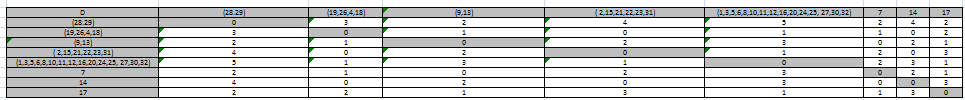 D (28.29) (19,26,4,18) (9,13) ( 2,15,21,22,23,31) (1,3,5,6,8,10,11,12,16,20,24,25, 27,30,32) 7 14 17
(28.29) 0 3 2 4 5 2 4 2
(19,26,4,18) 3 0 1 0 1 1 0 2
(9,13) 2 1 0 2 3 0 2 1
( 2,15,21,22,23,31) 4 0 2 0 1 2 0 3
(1,3,5,6,8,10,11,12,16,20,24,25, 27,30,32) 5 1 3 1 0 2 3 1
7 2 1 0 2 3 0 2 1
14 4 0 2 0 3 0 0 3
17 2 2 1 3 1 1 3 0